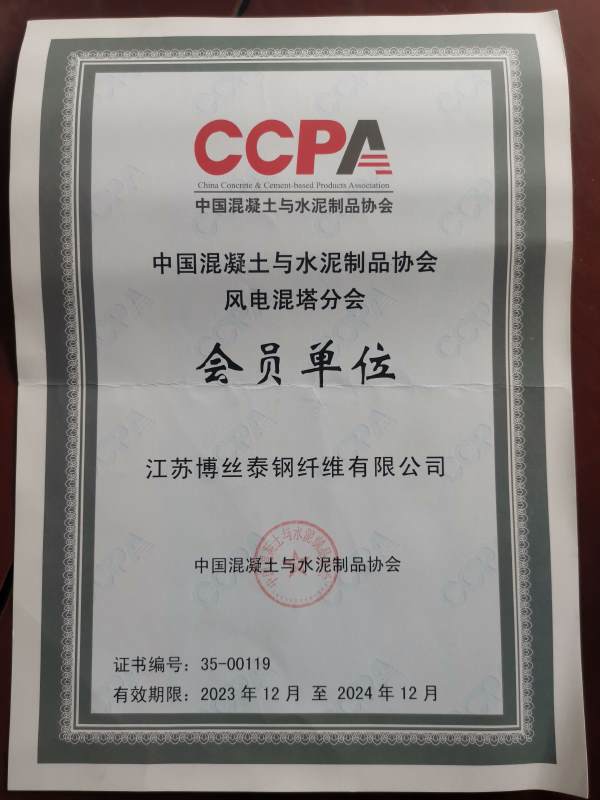 CCPA
China Concrete & Cement-based Products Association
中国混凝土与水泥制品协会
中国混凝土与水泥制品协会
风电混塔分会
会员单位
江苏博丝泰钢纤维有限公司
中国混凝土与水泥制品协会
证书编号：35-00119
有效期限：2023 年 12 月 至 2024 年 12 月